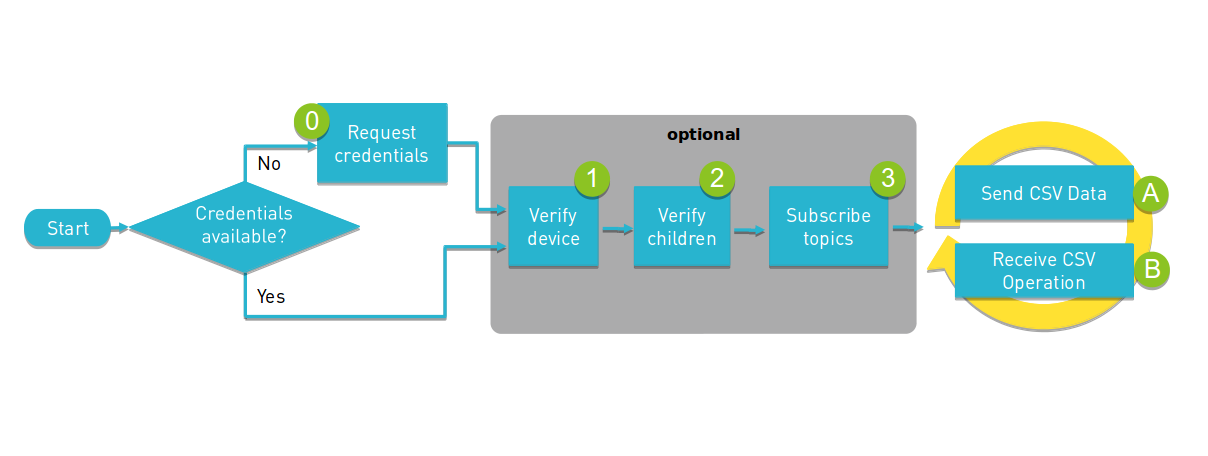 Start
Credentials
available?
No
0
Request
credentials
Yes
optional
1
Verify
device
2
Verify
children
3
Subscribe
topics
Send CSV Data
A
Receive CSV
Operation
B